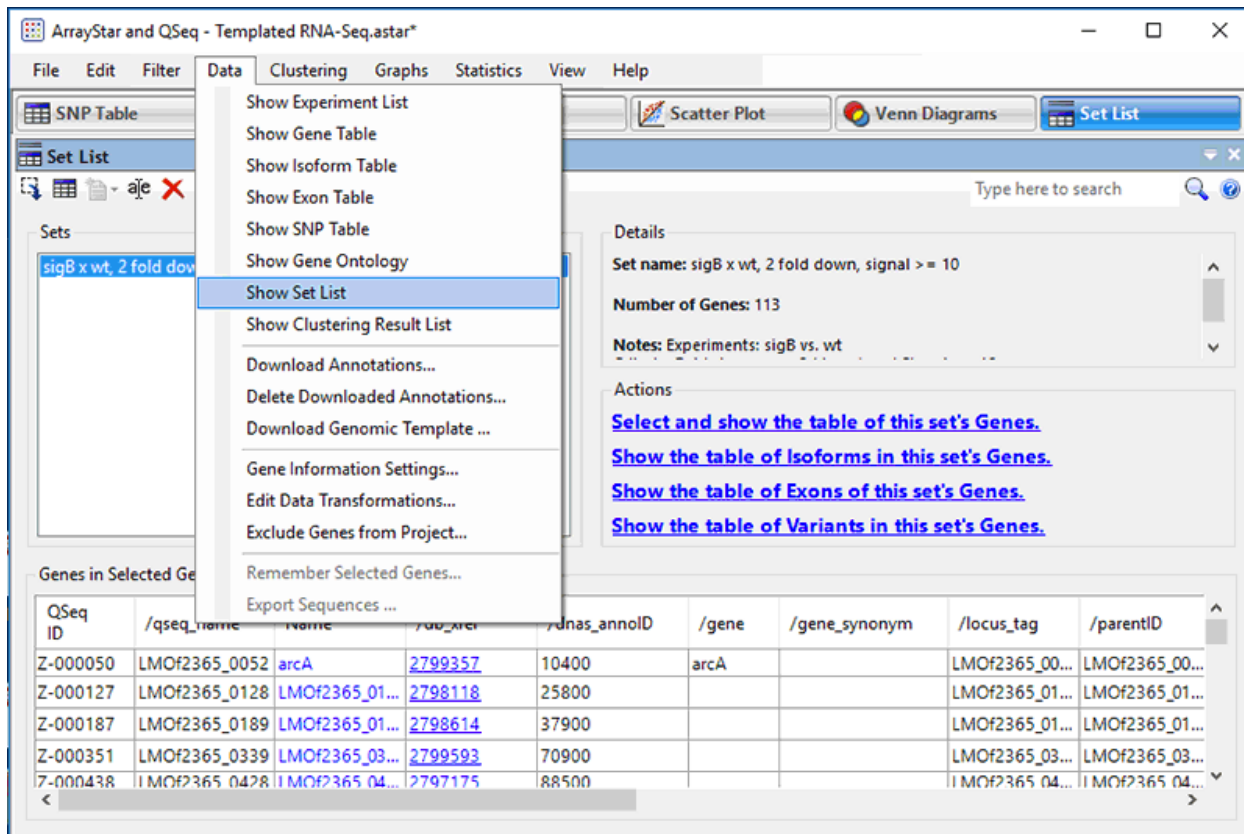 ArrayStar and QSeq - Templated RNA-Seq.astar*
File Edit Filter Data Clustering Graphs Statistics View Help
SNP Table Scatter Plot Venn Diagrams Set List
Set List
Type here to search
Show Experiment List
Show Gene Table
Show Isoform Table
Show Exon Table
Show SNP Table
Show Gene Ontology
Show Set List
Show Clustering Result List
Download Annotations...
Delete Downloaded Annotations...
Download Genomic Template ...
Gene Information Settings...
Edit Data Transformations...
Exclude Genes from Project...
Remember Selected Genes...
Export Sequences ...
Sets
sigB x wt, 2 fold dow
Details
Set name: sigB x wt, 2 fold down, signal >= 10
Number of Genes: 113
Notes: Experiments: sigB vs. wt
Actions
Select and show the table of this set's Genes.
Show the table of Isoforms in this set's Genes.
Show the table of Exons of this set's Genes.
Show the table of Variants in this set's Genes.
Genes in Selected Ge
QSeq ID /qseq_name Name /db_xref /dnas_annoID /gene /gene_synonym /locus_tag /parentID
Z-000050 LMOf2365_0052 arcA 2799357 10400 arcA LMOf2365_00... LMOf2365_00...
Z-000127 LMOf2365_0128 LMOf2365_01... 2798118 25800 LMOf2365_01... LMOf2365_01...
Z-000187 LMOf2365_0189 LMOf2365_01... 2798614 37900 LMOf2365_01... LMOf2365_01...
Z-000351 LMOf2365_0339 LMOf2365_03... 2799593 70900 LMOf2365_03... LMOf2365_03...
Z-000438 LMOf2365_0428 LMOf2365_04... 2797175 88500 LMOf2365_04... LMOf2365_04...